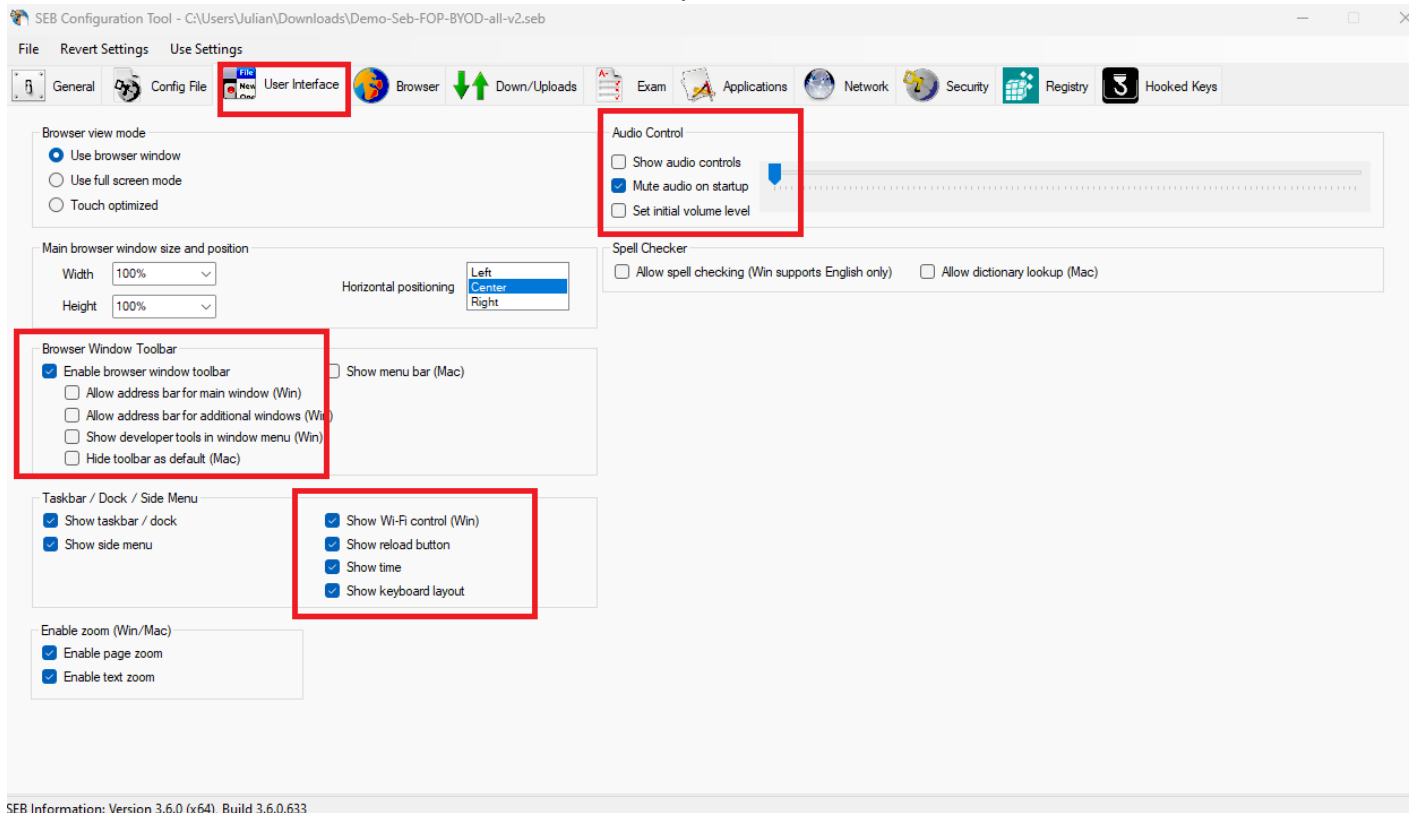 SEB Configuration Tool - C:\Users\Julian\Downloads\Demo-Seb-FOP-BYOD-all-v2.seb
File Revert Settings Use Settings
General Config File User Interface Browser Down/Uploads Exam Applications Network Security Registry Hooked Keys
Browser view mode
Use browser window
Use full screen mode
Touch optimized
Audio Control
Show audio controls
Mute audio on startup
Set initial volume level
Main browser window size and position
Width 100%
Height 100%
Horizontal positioning
Left
Center
Right
Spell Checker
Allow spell checking (Win supports English only) Allow dictionary lookup (Mac)
Browser Window Toolbar
Enable browser window toolbar Show menu bar (Mac)
Allow address bar for main window (Win)
Allow address bar for additional windows (Win)
Show developer tools in window menu (Win)
Hide toolbar as default (Mac)
Taskbar / Dock / Side Menu
Show taskbar / dock
Show side menu
Show Wi-Fi control (Win)
Show reload button
Show time
Show keyboard layout
Enable zoom (Win/Mac)
Enable page zoom
Enable text zoom
SEB Information: Version 3.6.0 (x64), Build 3.6.0.633